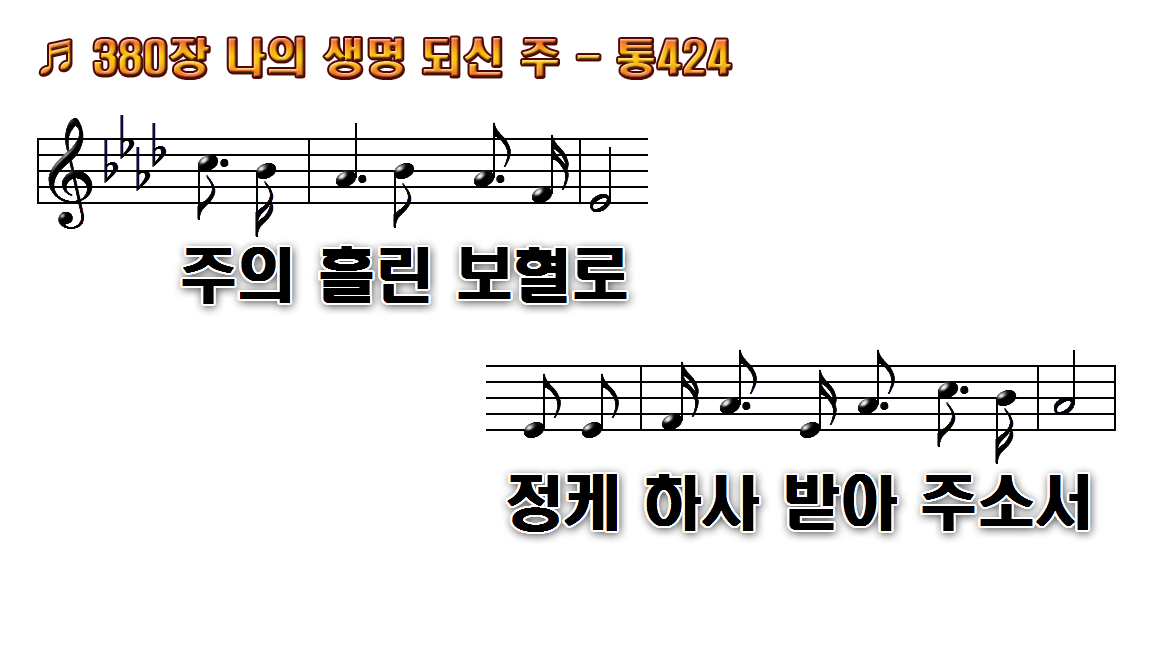 ♬ 380장 나의 생명 되신 주 - 통424
주의 흘린 보혈로
정케 하사 받아 주소서